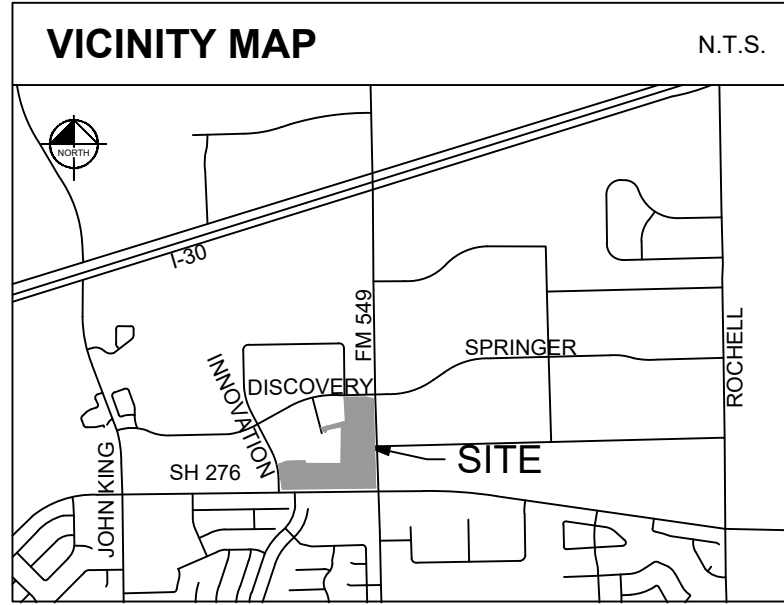 VICINITY MAP
N.T.S.
NORTH
I-30
FM 549
SPRINGER
ROCHELL
INNOVATION
DISCOVERY
SITE
SH 276
JOHN KING